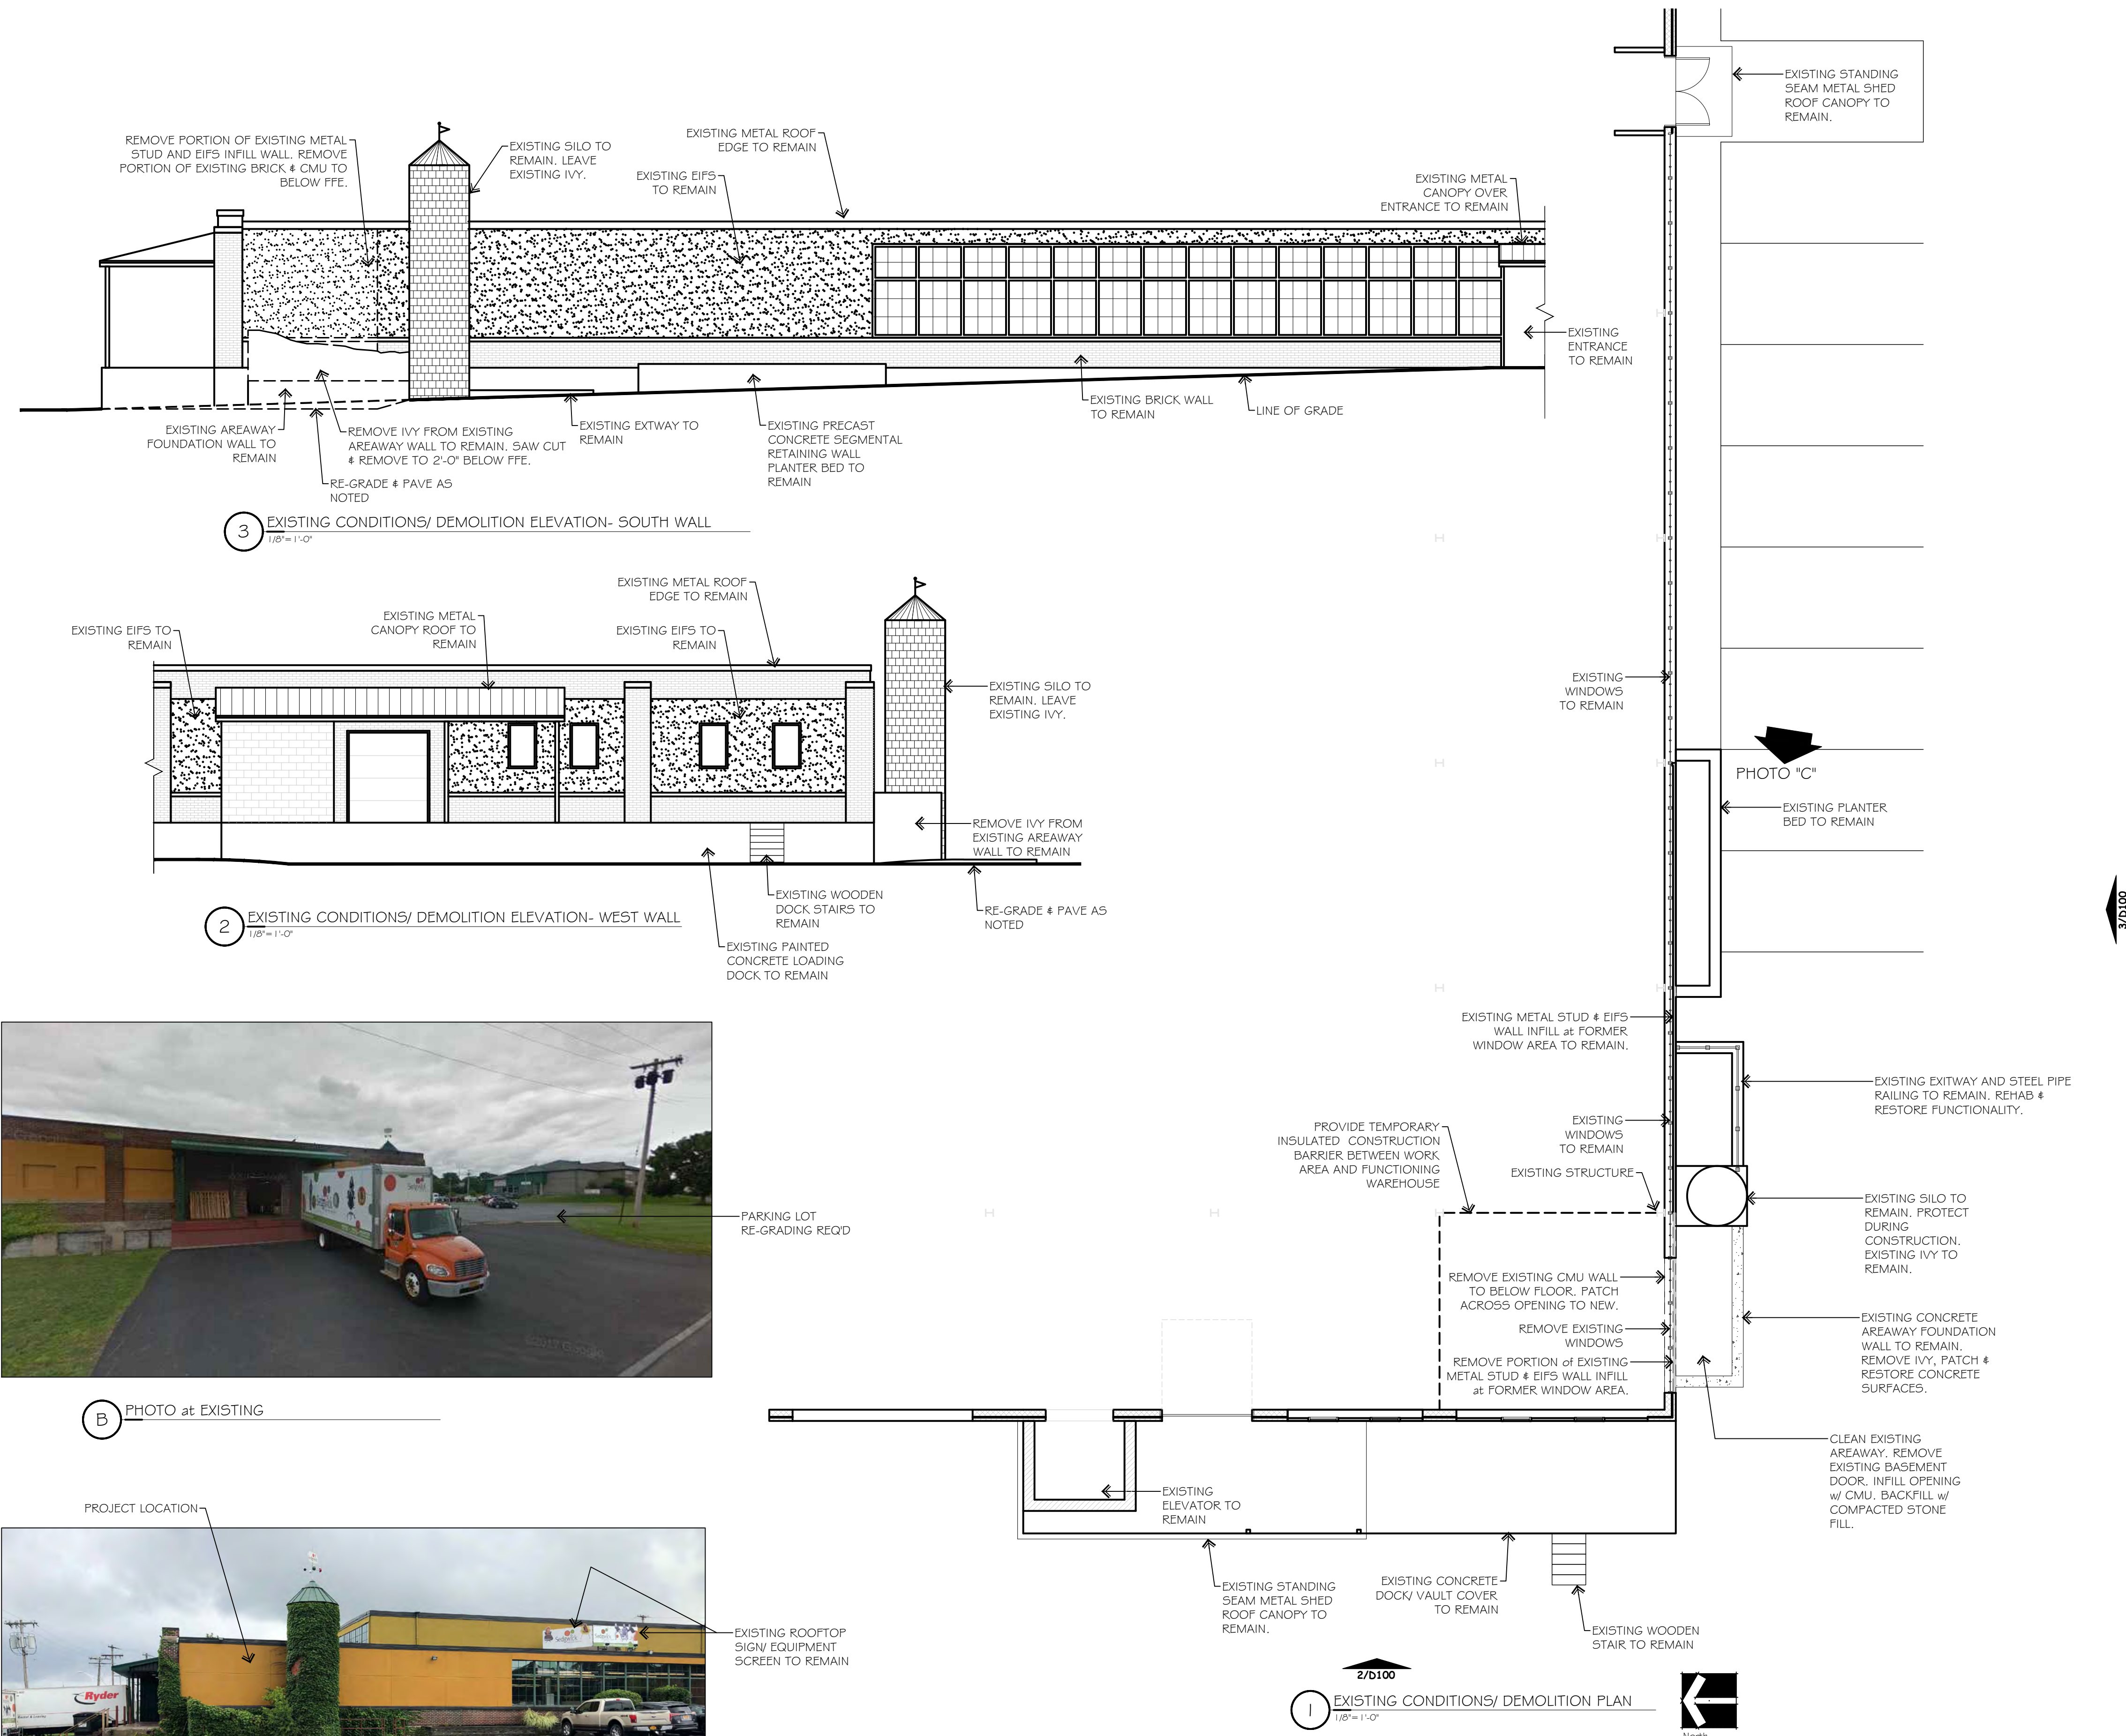 REMOVE PORTION OF EXISTING METAL
STUD AND EIFS INFILL WALL. REMOVE
PORTION OF EXISTING BRICK & CMU TO
BELOW FFE.
EXISTING SILO TO
REMAIN. LEAVE
EXISTING IVY.
EXISTING METAL ROOF
EDGE TO REMAIN
EXISTING EIFS
TO REMAIN
EXISTING METAL
CANOPY OVER
ENTRANCE TO REMAIN
EXISTING
ENTRANCE
TO REMAIN
EXISTING AREAWAY
FOUNDATION WALL TO
REMAIN
REMOVE IVY FROM EXISTING
AREAWAY WALL TO REMAIN. SAW CUT
& REMOVE TO 2'-0" BELOW FFE.
RE-GRADE & PAVE AS
NOTED
EXISTING EXTWAY TO
REMAIN
EXISTING PRECAST
CONCRETE SEGMENTAL
RETAINING WALL
PLANTER BED TO
REMAIN
EXISTING BRICK WALL
TO REMAIN
LINE OF GRADE
3
EXISTING CONDITIONS/ DEMOLITION ELEVATION- SOUTH WALL
1/8"=1'-0"
EXISTING EIFS TO
REMAIN
EXISTING METAL
CANOPY ROOF TO
REMAIN
EXISTING METAL ROOF
EDGE TO REMAIN
EXISTING EIFS TO
REMAIN
EXISTING SILO TO
REMAIN. LEAVE
EXISTING IVY.
REMOVE IVY FROM
EXISTING AREAWAY
WALL TO REMAIN
EXISTING WOODEN
DOCK STAIRS TO
REMAIN
RE-GRADE & PAVE AS
NOTED
EXISTING PAINTED
CONCRETE LOADING
DOCK TO REMAIN
2
EXISTING CONDITIONS/ DEMOLITION ELEVATION- WEST WALL
1/8"=1'-0"
PARKING LOT
RE-GRADING REQ'D
B
PHOTO at EXISTING
PROJECT LOCATION
Ryder
EXISTING ROOFTOP
SIGN/ EQUIPMENT
SCREEN TO REMAIN
EXISTING STANDING
SEAM METAL SHED
ROOF CANOPY TO
REMAIN.
EXISTING
WINDOWS
TO REMAIN
PHOTO "C"
EXISTING PLANTER
BED TO REMAIN
3/D100
EXISTING METAL STUD & EIFS
WALL INFILL at FORMER
WINDOW AREA TO REMAIN.
EXISTING EXITWAY AND STEEL PIPE
RAILING TO REMAIN. REHAB &
RESTORE FUNCTIONALITY.
EXISTING
WINDOWS
TO REMAIN
PROVIDE TEMPORARY
INSULATED CONSTRUCTION
BARRIER BETWEEN WORK
AREA AND FUNCTIONING
WAREHOUSE
EXISTING STRUCTURE
EXISTING SILO TO
REMAIN. PROTECT
DURING
CONSTRUCTION.
EXISTING IVY TO
REMAIN.
REMOVE EXISTING CMU WALL
TO BELOW FLOOR. PATCH
ACROSS OPENING TO NEW.
REMOVE EXISTING
WINDOWS
REMOVE PORTION of EXISTING
METAL STUD & EIFS WALL INFILL
at FORMER WINDOW AREA.
EXISTING CONCRETE
AREAWAY FOUNDATION
WALL TO REMAIN.
REMOVE IVY, PATCH &
RESTORE CONCRETE
SURFACES.
CLEAN EXISTING
AREAWAY. REMOVE
EXISTING BASEMENT
DOOR. INFILL OPENING
w/ CMU. BACKFILL w/
COMPACTED STONE
FILL.
EXISTING
ELEVATOR TO
REMAIN
EXISTING STANDING
SEAM METAL SHED
ROOF CANOPY TO
REMAIN.
EXISTING CONCRETE
DOCK/ VAULT COVER
TO REMAIN
EXISTING WOODEN
STAIR TO REMAIN
2/D100
1
EXISTING CONDITIONS/ DEMOLITION PLAN
1/8"=1'-0"
North